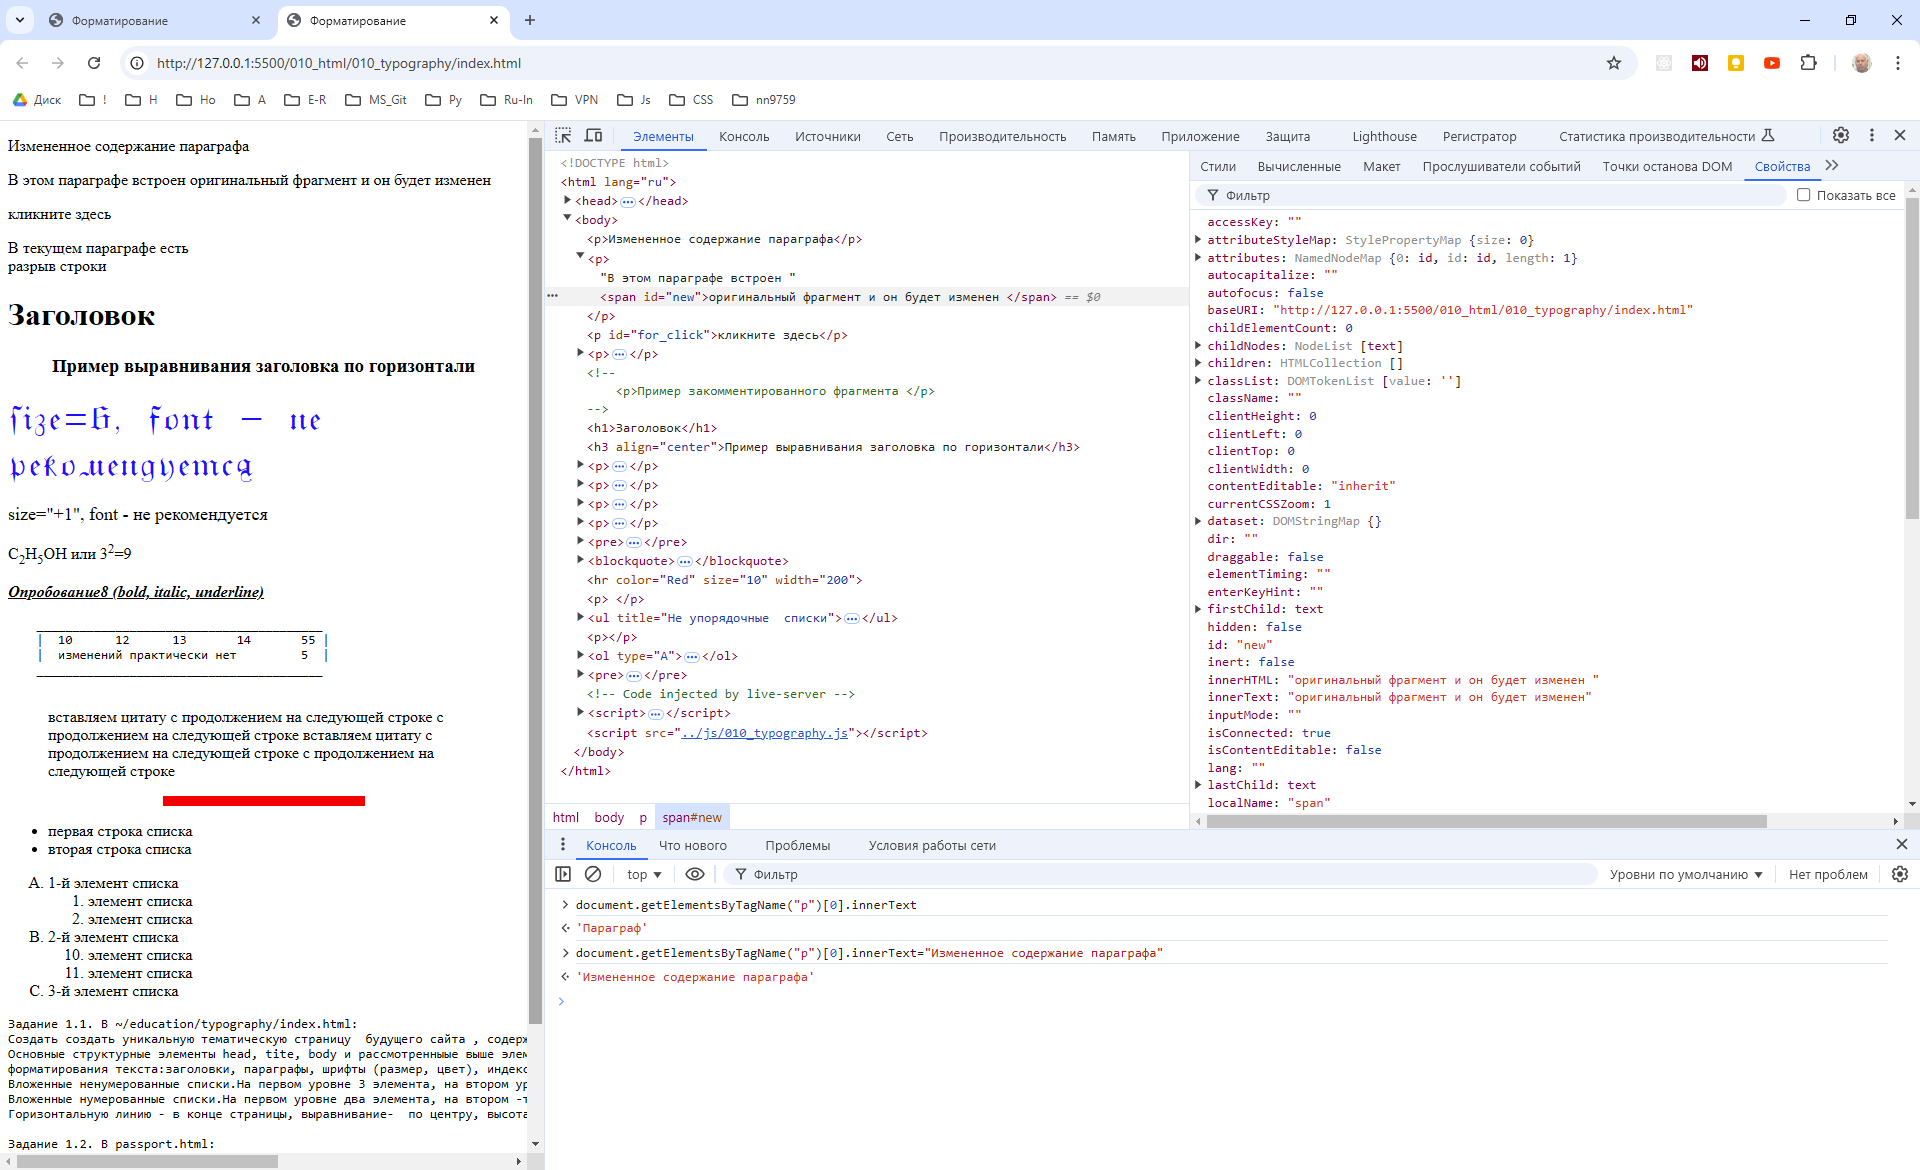 Форматирование
Форматирование
http://127.0.0.1:5500/010_html/010_typography/index.html
Диск ! H Ho A E-R MS_Git Py Ru-In VPN Js CSS nn9759
Измененное содержание параграфа
В этом параграфе встроен оригинальный фрагмент и он будет изменен
кликните здесь
В текущем параграфе есть
разрыв строки
Заголовок
Пример выравнивания заголовка по горизонтали
size=6, font - не
рекомендуется
size="+1", font - не рекомендуется
C2H5OH или 3²=9
Опробование8 (bold, italic, underline)
| 10 12 13 14 55 |
| изменений практически нет 5 |
вставляем цитату с продолжением на следующей строке с
продолжением на следующей строке вставляем цитату с
продолжением на следующей строке с продолжением на
следующей строке
• первая строка списка
• вторая строка списка
A. 1-й элемент списка
1. элемент списка
2. элемент списка
B. 2-й элемент списка
10. элемент списка
11. элемент списка
C. 3-й элемент списка
Задание 1.1. В ~/education/typography/index.html:
Создать создать уникальную тематическую страницу  будущего сайта , содерж
Основные структурные элементы head, tite, body и рассмотренныые выше элем
форматирования текста:заголовки, параграфы, шрифты (размер, цвет), индекс
Вложенные ненумерованные списки.На первом уровне 3 элемента, на втором ур
Вложенные нумерованные списки.На первом уровне два элемента, на втором -т
Горизонтальную линию - в конце страницы, выравнивание-  по центру, высота
Задание 1.2. В passport.html:
Элементы Консоль Источники Сеть Производительность Память Приложение Защита Lighthouse Регистратор Статистика производительности
<!DOCTYPE html>
<html lang="ru">
<head>…</head>
<body>
<p>Измененное содержание параграфа</p>
<p>
"В этом параграфе встроен "
<span id="new">оригинальный фрагмент и он будет изменен </span> == $0
</p>
<p id="for_click">кликните здесь</p>
<p>…</p>
<!--
<p>Пример закомментированного фрагмента </p>
-->
<h1>Заголовок</h1>
<h3 align="center">Пример выравнивания заголовка по горизонтали</h3>
<p>…</p>
<p>…</p>
<p>…</p>
<p>…</p>
<pre>…</pre>
<blockquote>…</blockquote>
<hr color="Red" size="10" width="200">
<p> </p>
<ul title="Не упорядочные  списки">…</ul>
<p></p>
<ol type="A">…</ol>
<pre>…</pre>
<!-- Code injected by live-server -->
<script>…</script>
<script src="../js/010_typography.js"></script>
</body>
</html>
html body p span#new
Стили Вычисленные Макет Прослушиватели событий Точки останова DOM Свойства
Фильтр Показать все
accessKey: ""
attributeStyleMap: StylePropertyMap {size: 0}
attributes: NamedNodeMap {0: id, id: id, length: 1}
autocapitalize: ""
autofocus: false
baseURI: "http://127.0.0.1:5500/010_html/010_typography/index.html"
childElementCount: 0
childNodes: NodeList [text]
children: HTMLCollection []
classList: DOMTokenList [value: '']
className: ""
clientHeight: 0
clientLeft: 0
clientTop: 0
clientWidth: 0
contentEditable: "inherit"
currentCSSZoom: 1
dataset: DOMStringMap {}
dir: ""
draggable: false
elementTiming: ""
enterKeyHint: ""
firstChild: text
hidden: false
id: "new"
inert: false
innerHTML: "оригинальный фрагмент и он будет изменен "
innerText: "оригинальный фрагмент и он будет изменен"
inputMode: ""
isConnected: true
isContentEditable: false
lang: ""
lastChild: text
localName: "span"
Консоль Что нового Проблемы Условия работы сети
top Фильтр Уровни по умолчанию Нет проблем
> document.getElementsByTagName("p")[0].innerText
'Параграф'
> document.getElementsByTagName("p")[0].innerText="Измененное содержание параграфа"
'Измененное содержание параграфа'
>